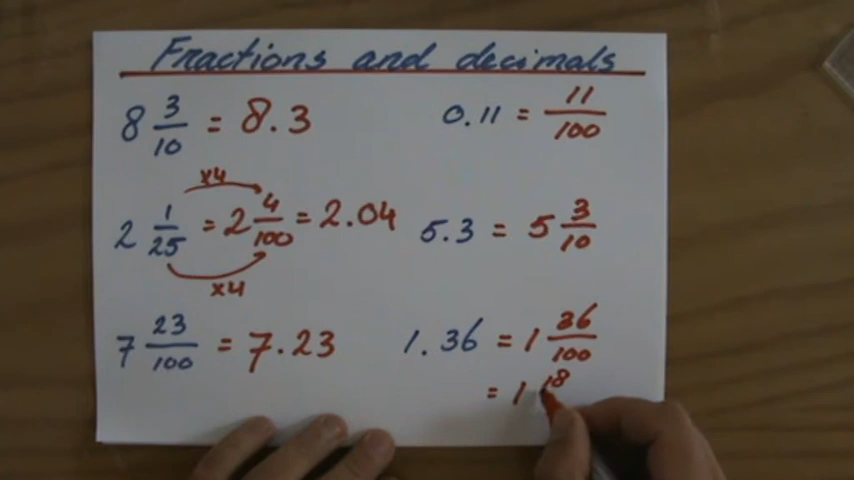 Fractions and decimals
8 3/10 = 8.3
0.11 = 11/100
x4
2 1/25 = 2 4/100 = 2.04
x4
5.3 = 5 3/10
7 23/100 = 7.23
1.36 = 1 36/100
= 1 18